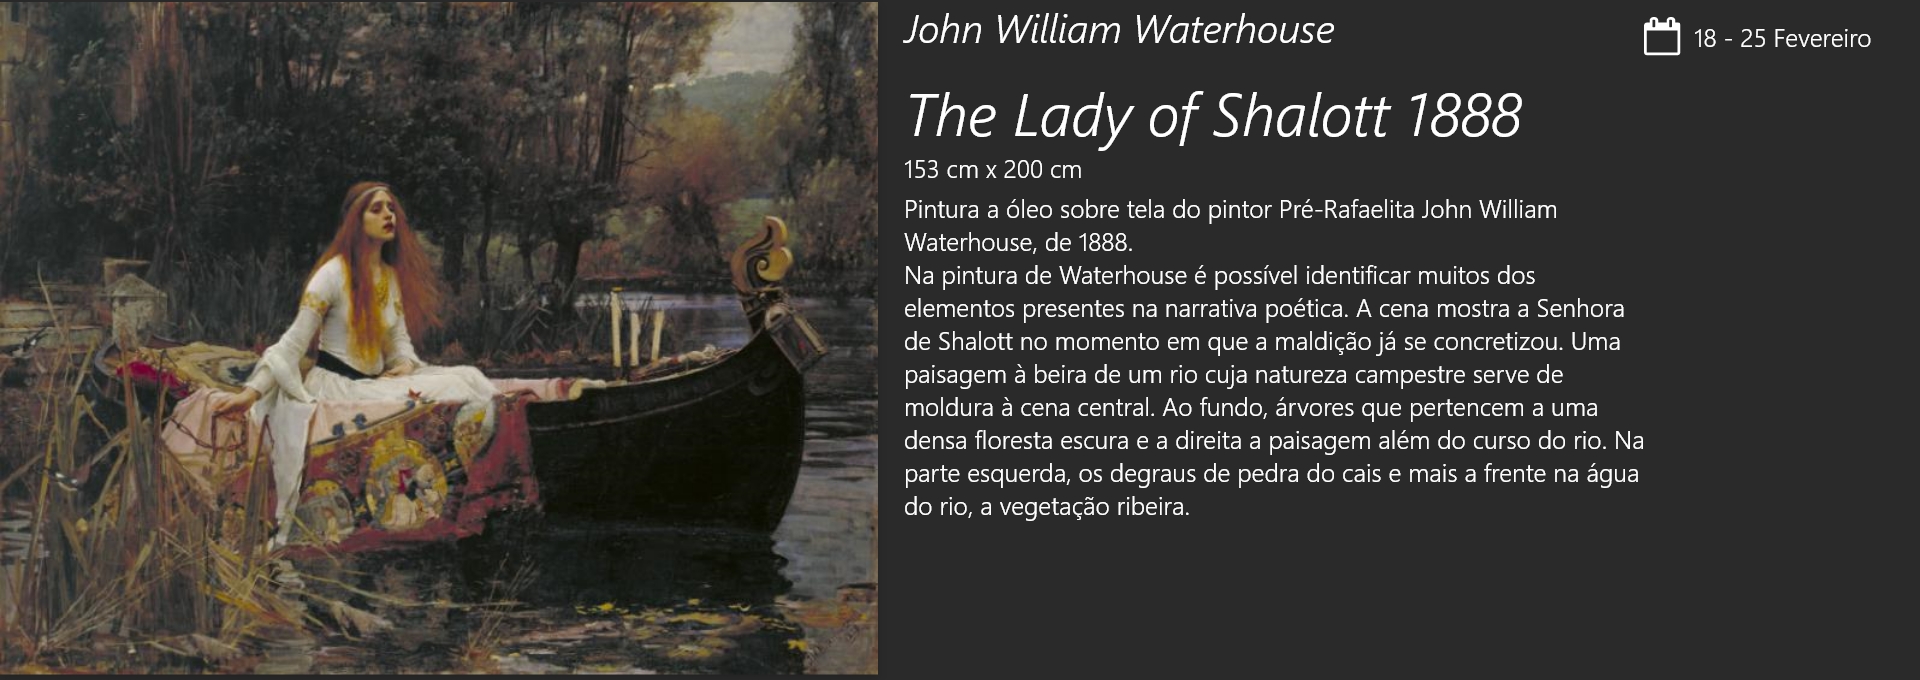 John William Waterhouse
18 - 25 Fevereiro
The Lady of Shalott 1888
153 cm x 200 cm
Pintura a óleo sobre tela do pintor Pré-Rafaelita John William
Waterhouse, de 1888.
Na pintura de Waterhouse é possível identificar muitos dos
elementos presentes na narrativa poética. A cena mostra a Senhora
de Shalott no momento em que a maldição já se concretizou. Uma
paisagem à beira de um rio cuja natureza campestre serve de
moldura à cena central. Ao fundo, árvores que pertencem a uma
densa floresta escura e a direita a paisagem além do curso do rio. Na
parte esquerda, os degraus de pedra do cais e mais a frente na água
do rio, a vegetação ribeira.